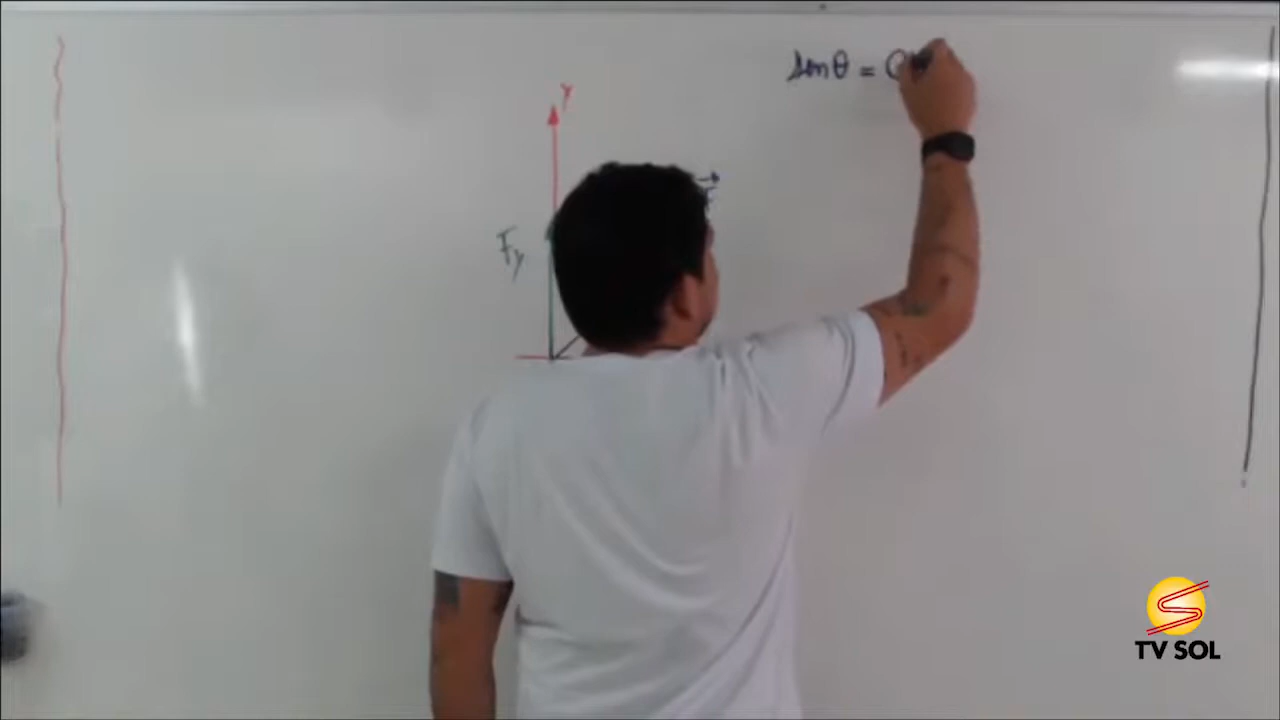 sen θ = C
y
F
Fy
TV SOL